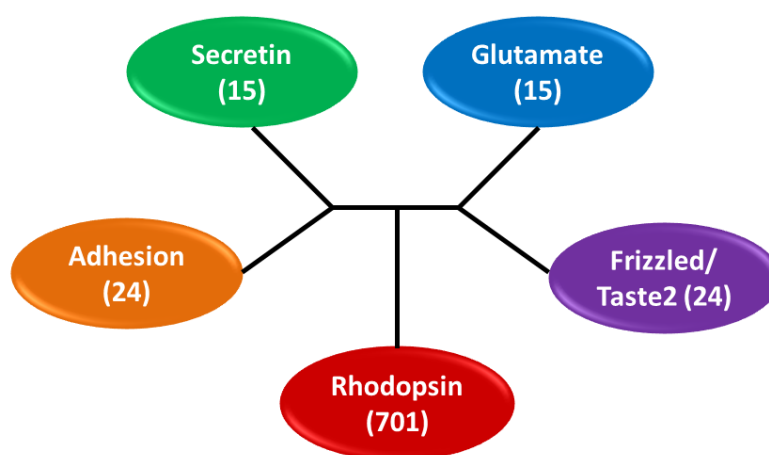 Secretin
(15)
Glutamate
(15)
Adhesion
(24)
Frizzled/
Taste2 (24)
Rhodopsin
(701)